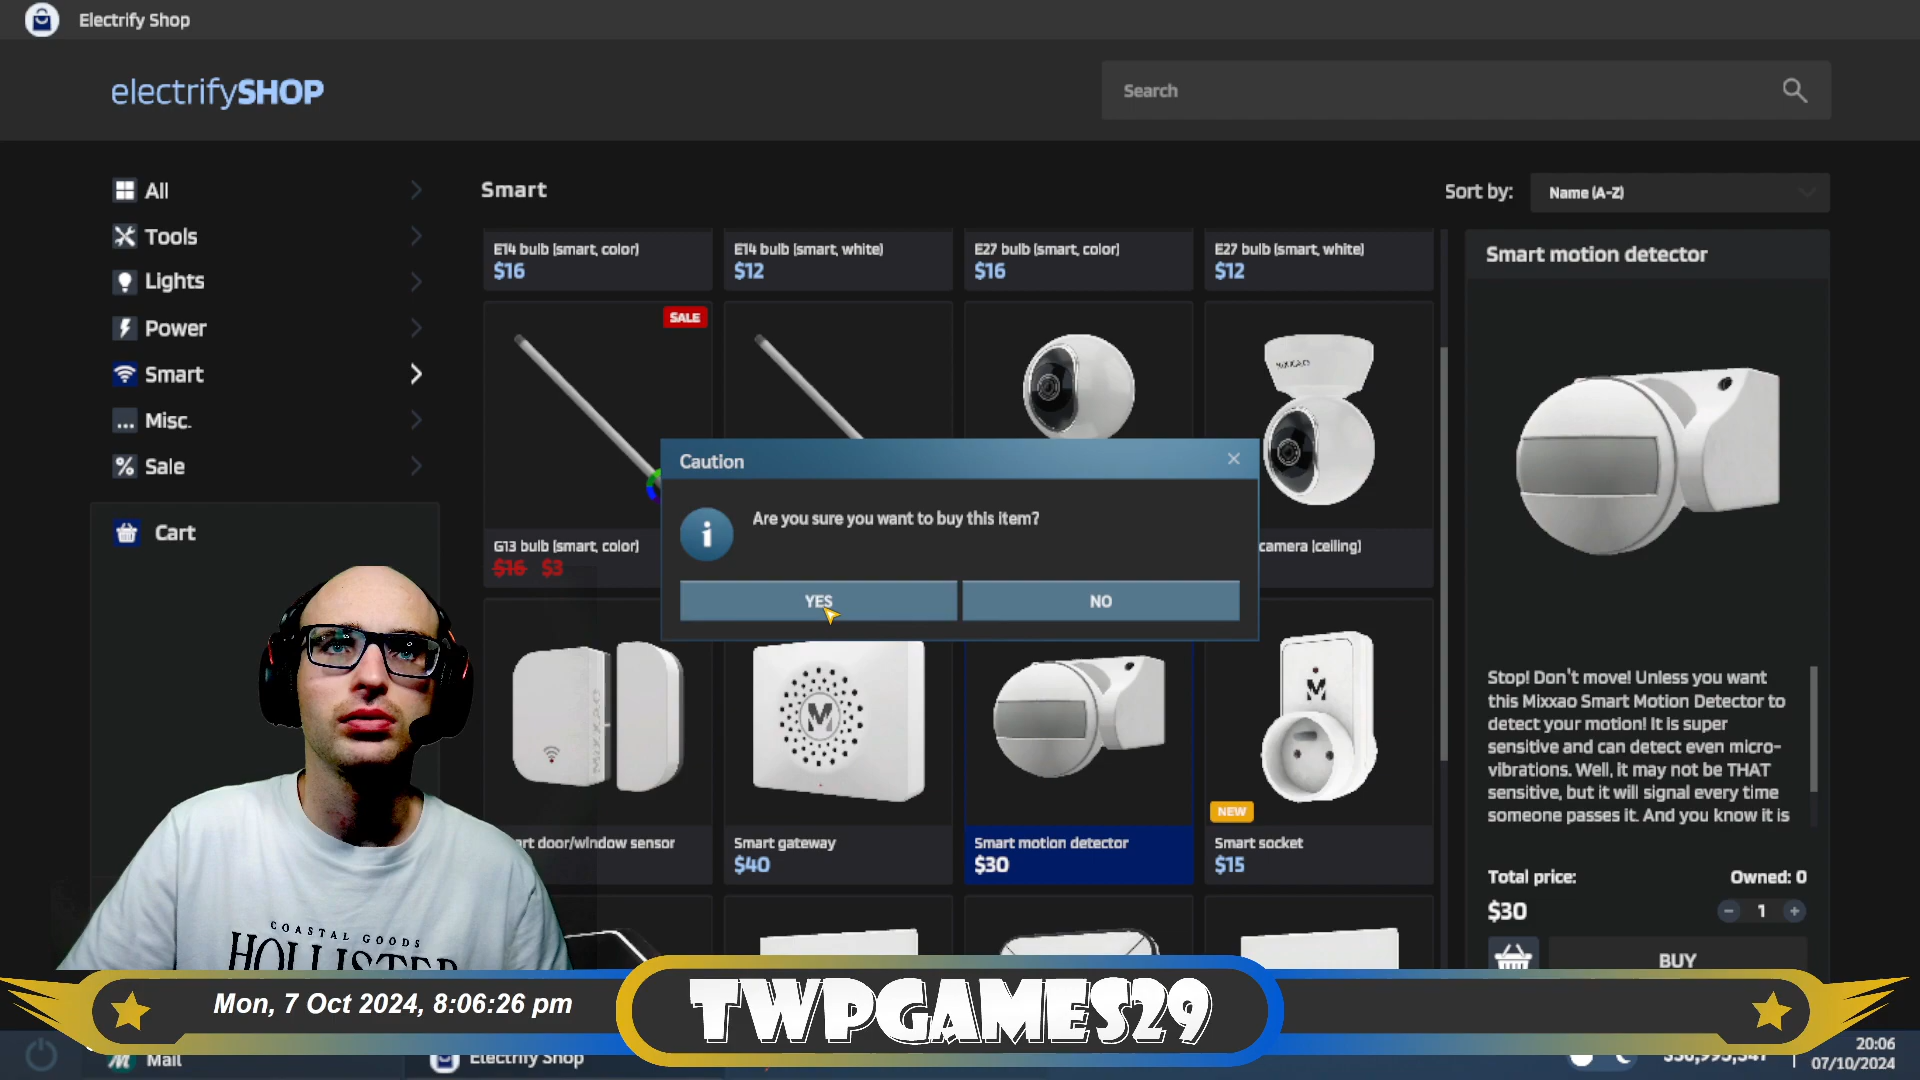 Electrify Shop
electrifySHOP
Search
All
Tools
Lights
Power
Smart
Misc.
Sale
Cart
Smart
Sort by:
Name (A-Z)
E14 bulb (smart, color)
$16
E14 bulb (smart, white)
$12
E27 bulb (smart, color)
$16
E27 bulb (smart, white)
$12
SALE
MIXXAO
G13 bulb (smart, color)
$16 $3
camera (ceiling)
Caution
Are you sure you want to buy this item?
YES
NO
MIXXAO
door/window sensor
Smart gateway
$40
Smart motion detector
$30
NEW
Smart socket
$15
Smart motion detector
Stop! Don't move! Unless you want
this Mixxao Smart Motion Detector to
detect your motion! It is super
sensitive and can detect even micro-
vibrations. Well, it may not be THAT
sensitive, but it will signal every time
someone passes it. And you know it is
Total price:
Owned: 0
$30
1
BUY
COASTAL GOODS
HOLLISTER
Mon, 7 Oct 2024, 8:06:26 pm
TWPGAMES29
Mail
Electrify Shop
20:06
07/10/2024